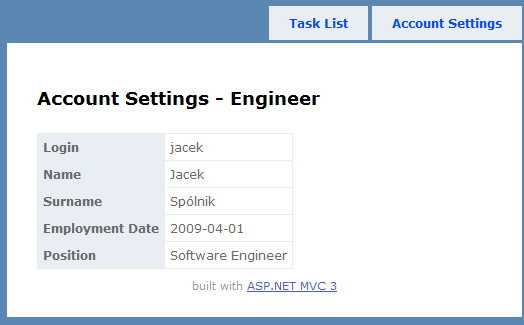 Task List Account Settings
Account Settings - Engineer
Login jacek
Name Jacek
Surname Spólnik
Employment Date 2009-04-01
Position Software Engineer
built with ASP.NET MVC 3